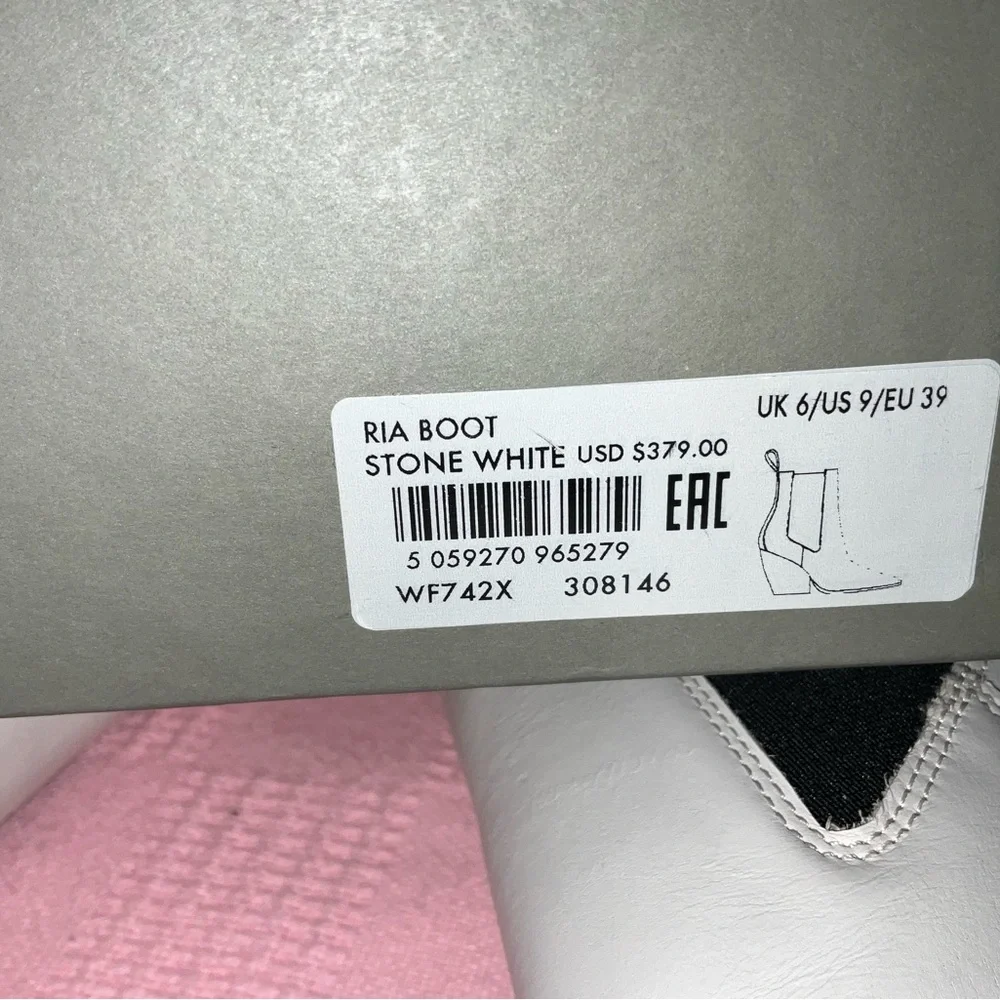 RIA BOOT
UK 6/US 9/EU 39
STONE WHITE USD $379.00
EAC
5 059270 965279
WF742X 308146